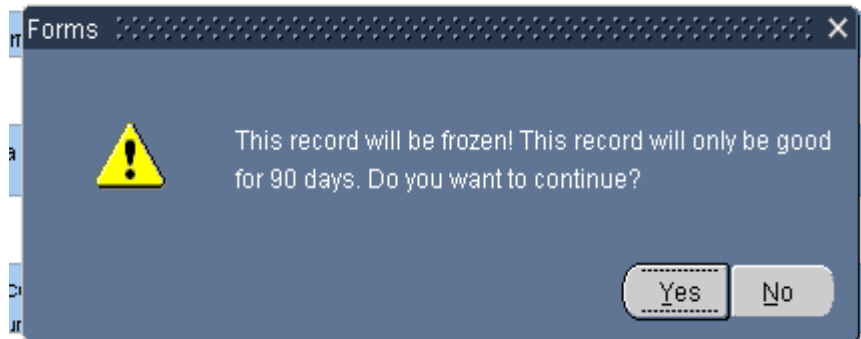 Forms
This record will be frozen! This record will only be good
for 90 days. Do you want to continue?
Yes No